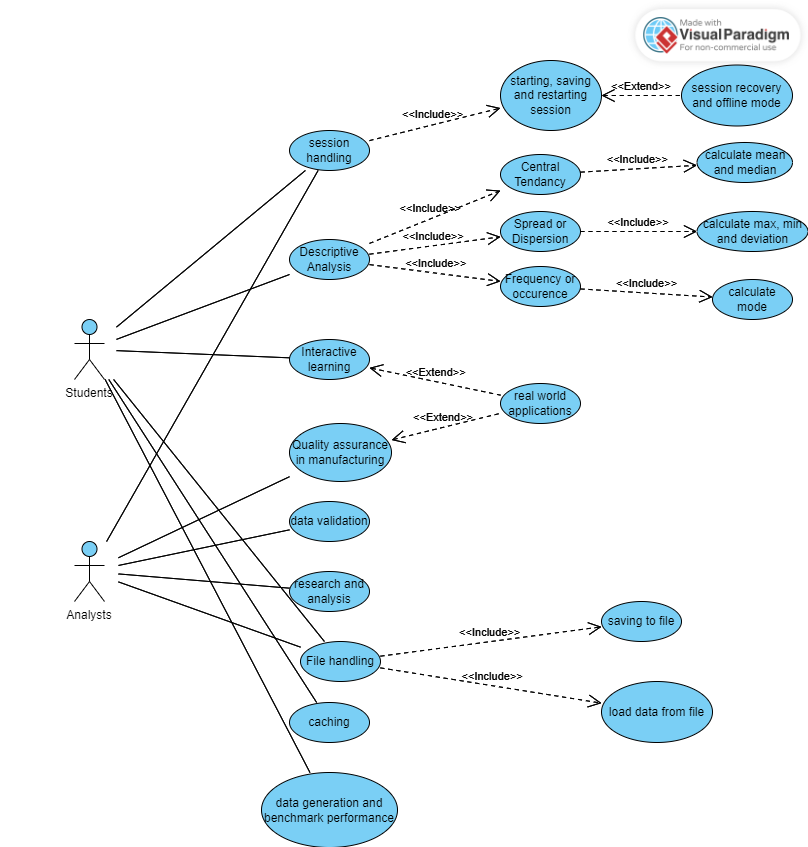 Made with
VisualParadigm
For non-commercial use
starting, saving
and restarting
session
<<Extend>>
session recovery
and offline mode
<<Include>>
session
handling
Central
Tendancy
<<Include>>
calculate mean
and median
<<Include>>
Spread or
Dispersion
<<Include>>
calculate max, min
and deviation
<<Include>>
Descriptive
Analysis
<<Include>>
Frequency or
occurence
<<Include>>
calculate
mode
Interactive
learning
<<Extend>>
real world
applications
Students
<<Extend>>
Quality assurance
in manufacturing
data validation
research and
analysis
Analysts
saving to file
<<Include>>
File handling
<<Include>>
load data from file
caching
data generation and
benchmark performance